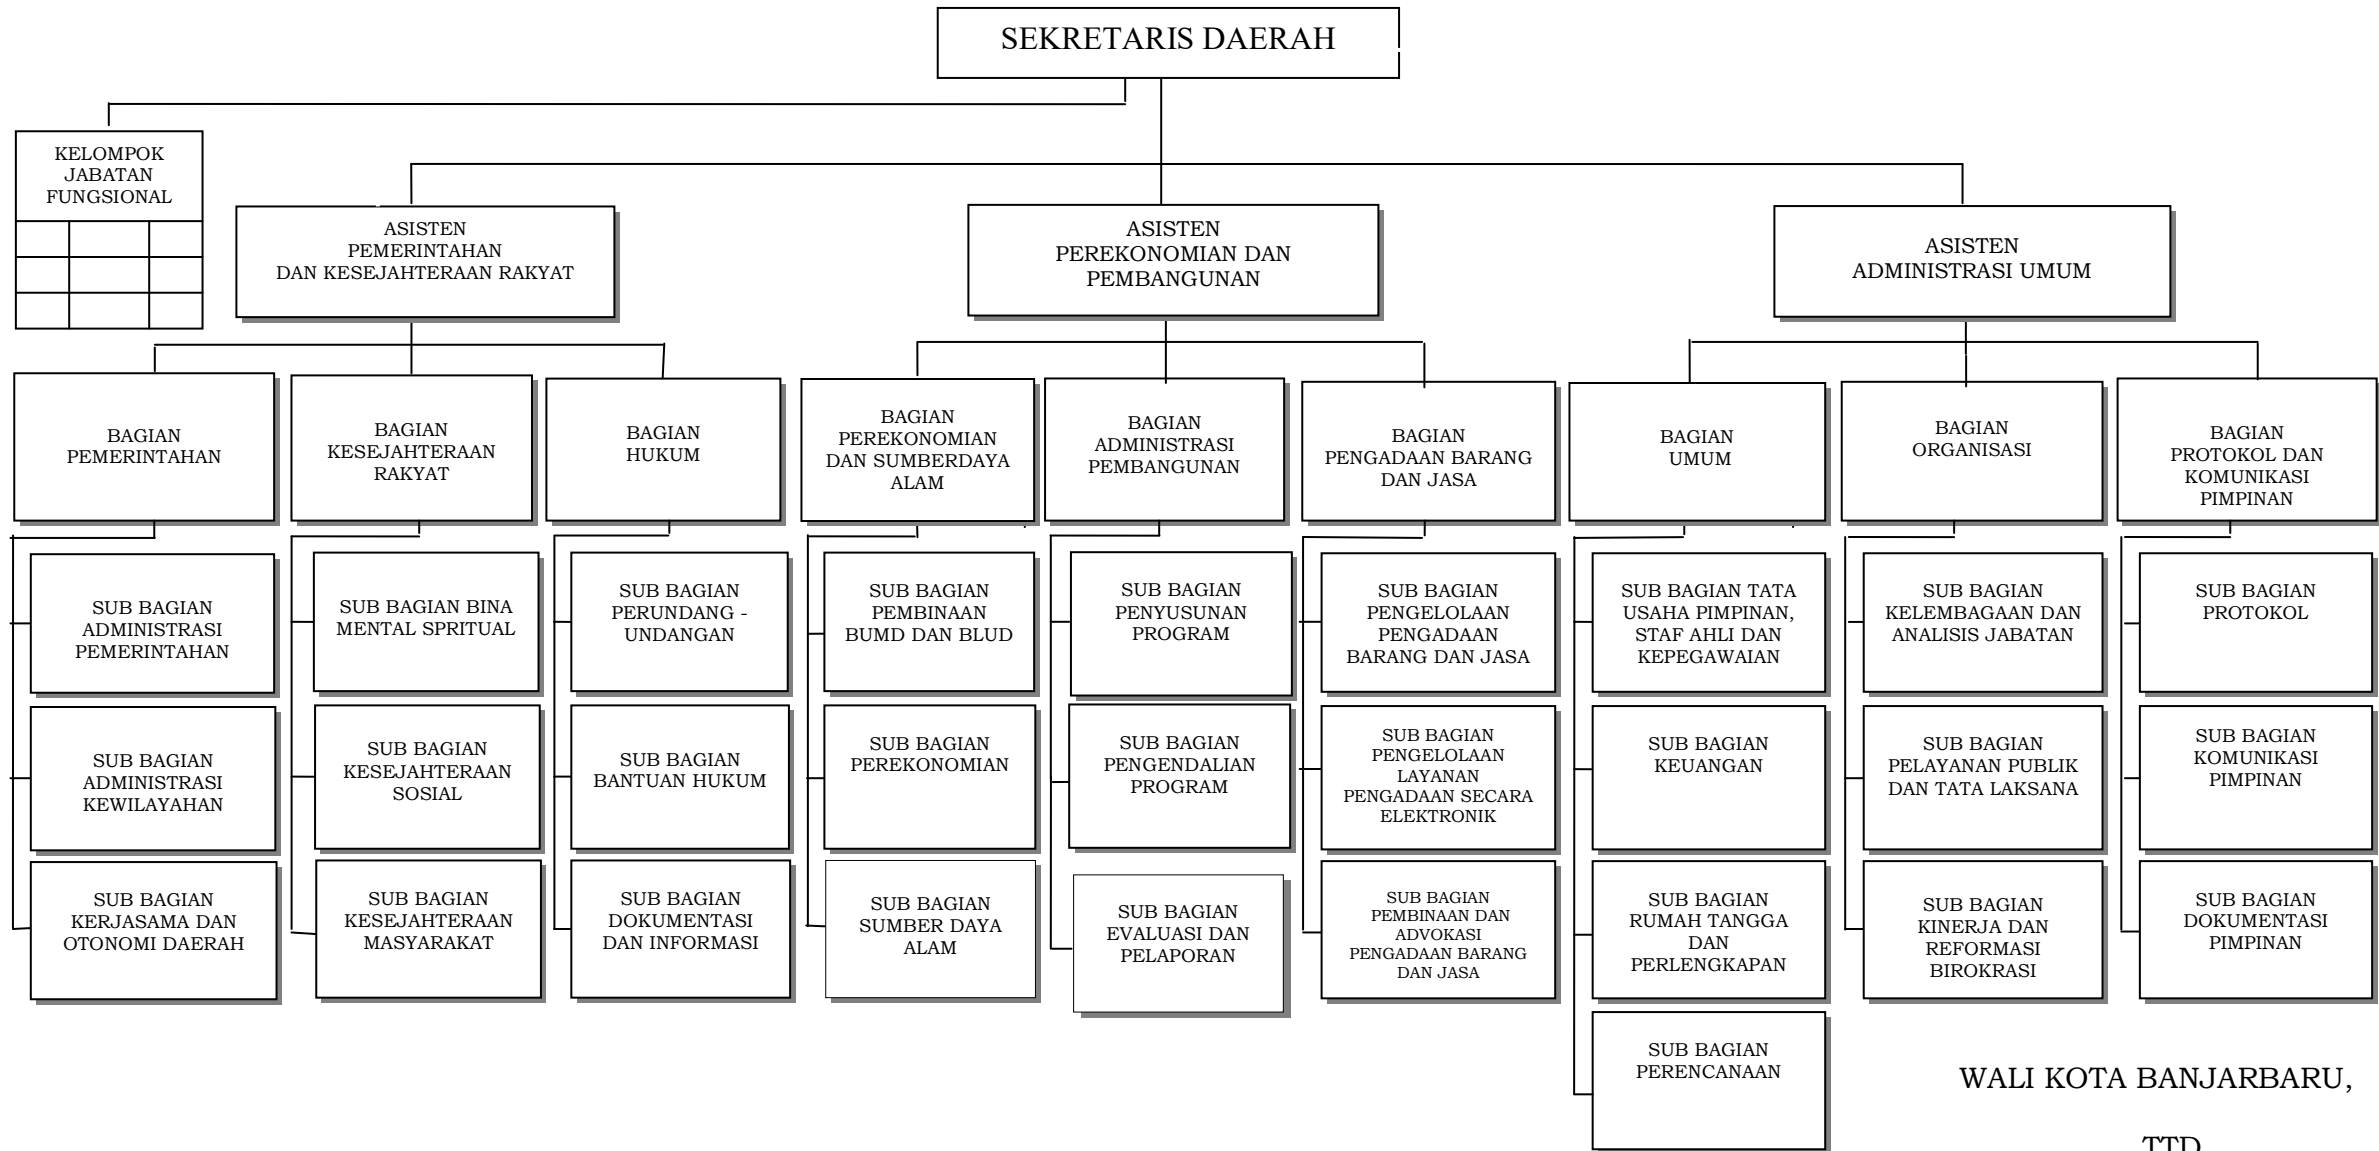 SEKRETARIS DAERAH
KELOMPOK
JABATAN
FUNGSIONAL
ASISTEN
PEMERINTAHAN
DAN KESEJAHTERAAN RAKYAT
ASISTEN
PEREKONOMIAN DAN
PEMBANGUNAN
ASISTEN
ADMINISTRASI UMUM
BAGIAN
PEMERINTAHAN
BAGIAN
KESEJAHTERAAN
RAKYAT
BAGIAN
HUKUM
BAGIAN
PEREKONOMIAN
DAN SUMBERDAYA
ALAM
BAGIAN
ADMINISTRASI
PEMBANGUNAN
BAGIAN
PENGADAAN BARANG
DAN JASA
BAGIAN
UMUM
BAGIAN
ORGANISASI
BAGIAN
PROTOKOL DAN
KOMUNIKASI
PIMPINAN
SUB BAGIAN
ADMINISTRASI
PEMERINTAHAN
SUB BAGIAN BINA
MENTAL SPRITUAL
SUB BAGIAN
PERUNDANG -
UNDANGAN
SUB BAGIAN
PEMBINAAN
BUMD DAN BLUD
SUB BAGIAN
PENYUSUNAN
PROGRAM
SUB BAGIAN
PENGELOLAAN
PENGADAAN
BARANG DAN JASA
SUB BAGIAN TATA
USAHA PIMPINAN,
STAF AHLI DAN
KEPEGAWAIAN
SUB BAGIAN
KELEMBAGAAN DAN
ANALISIS JABATAN
SUB BAGIAN
PROTOKOL
SUB BAGIAN
ADMINISTRASI
KEWILAYAHAN
SUB BAGIAN
KESEJAHTERAAN
SOSIAL
SUB BAGIAN
BANTUAN HUKUM
SUB BAGIAN
PEREKONOMIAN
SUB BAGIAN
PENGENDALIAN
PROGRAM
SUB BAGIAN
PENGELOLAAN
LAYANAN
PENGADAAN SECARA
ELEKTRONIK
SUB BAGIAN
KEUANGAN
SUB BAGIAN
PELAYANAN PUBLIK
DAN TATA LAKSANA
SUB BAGIAN
KOMUNIKASI
PIMPINAN
SUB BAGIAN
KERJASAMA DAN
OTONOMI DAERAH
SUB BAGIAN
KESEJAHTERAAN
MASYARAKAT
SUB BAGIAN
DOKUMENTASI
DAN INFORMASI
SUB BAGIAN
SUMBER DAYA
ALAM
SUB BAGIAN
EVALUASI DAN
PELAPORAN
SUB BAGIAN
PEMBINAAN DAN
ADVOKASI
PENGADAAN BARANG
DAN JASA
SUB BAGIAN
RUMAH TANGGA
DAN
PERLENGKAPAN
SUB BAGIAN
KINERJA DAN
REFORMASI
BIROKRASI
SUB BAGIAN
DOKUMENTASI
PIMPINAN
SUB BAGIAN
PERENCANAAN
WALI KOTA BANJARBARU,
TTD